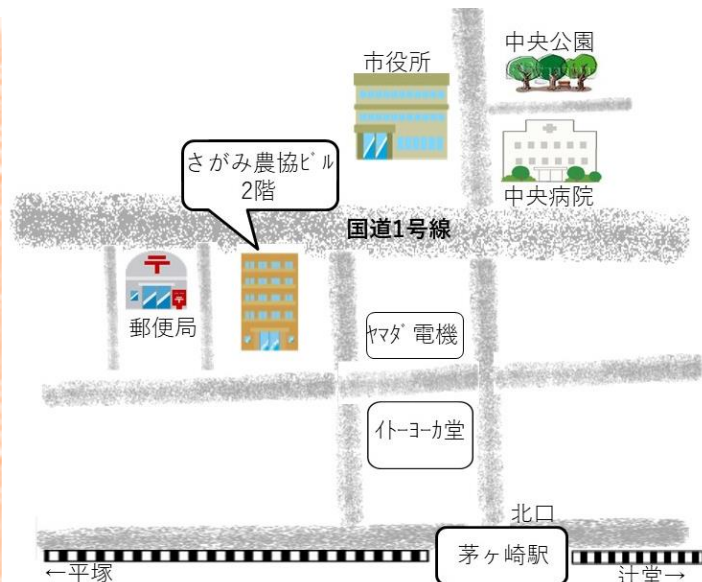 中央公園
市役所
さがみ農協ビル
2階
中央病院
国道1号線
郵便局
ヤマダ電機
イトーヨーカ堂
北口
茅ヶ崎駅
←平塚
辻堂→